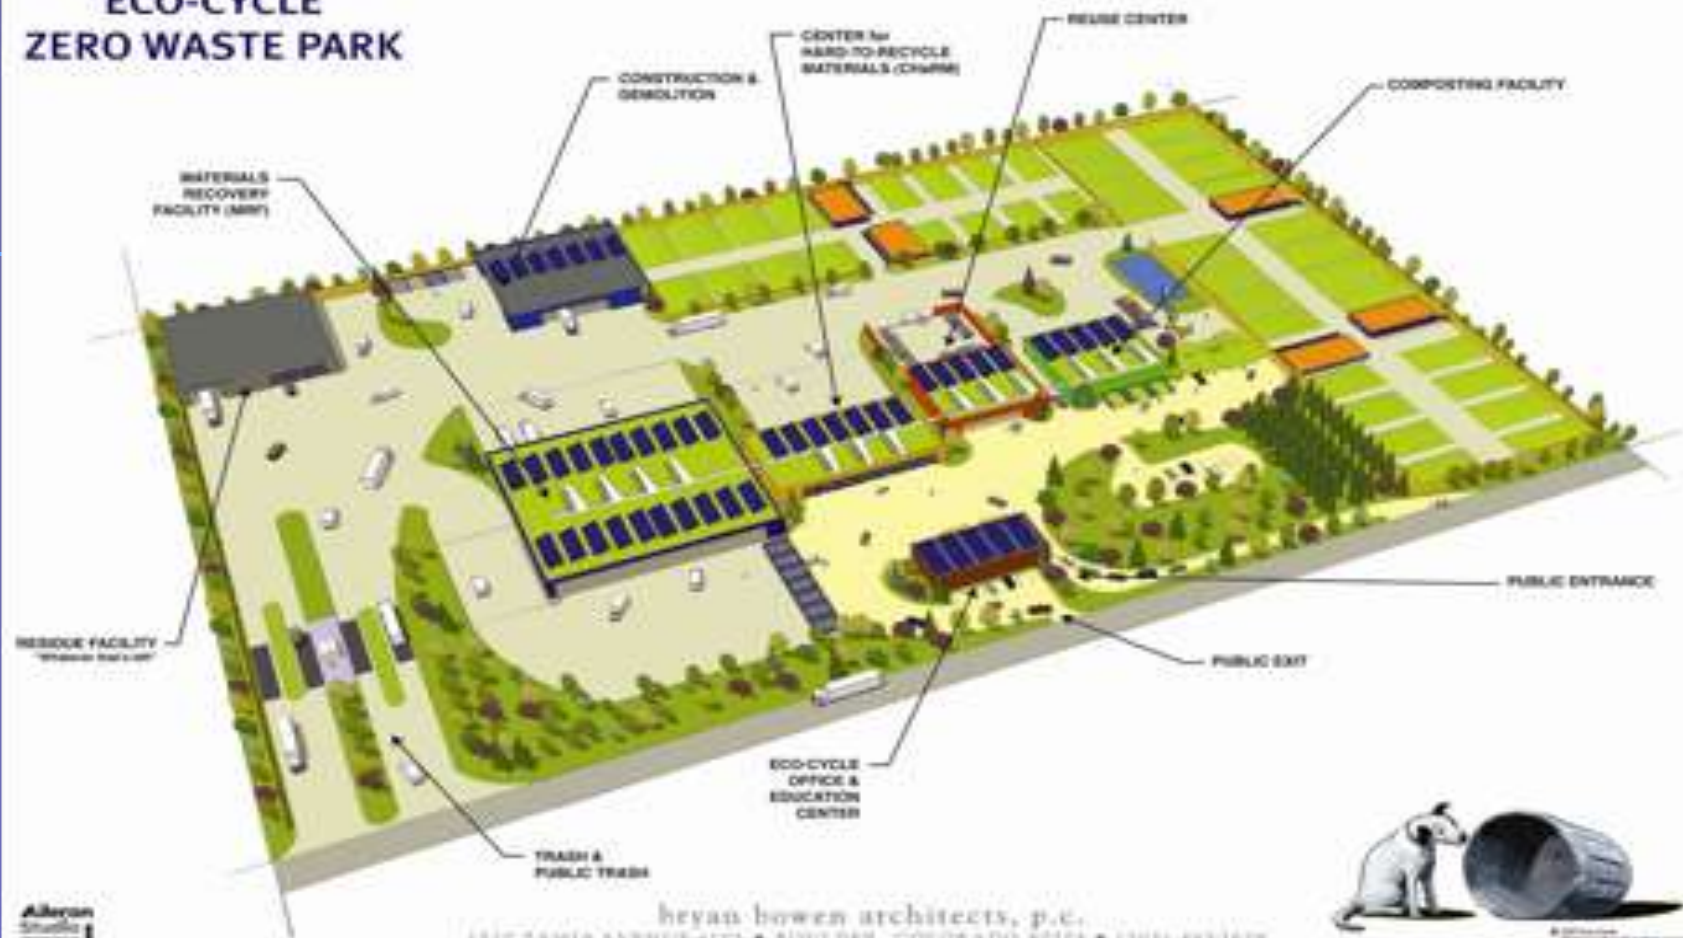 ECO-CYCLE
ZERO WASTE PARK
REUSE CENTER
CENTER for
HARD-TO-RECYCLE
MATERIALS (CHaRM)
CONSTRUCTION &
DEMOLITION
COMPOSTING FACILITY
MATERIALS
RECOVERY
FACILITY (MRF)
PUBLIC ENTRANCE
RESIDUE FACILITY
PUBLIC EXIT
ECO-CYCLE
OFFICE &
EDUCATION
CENTER
TRASH &
PUBLIC TRASH
Aileron
Studio
bryan bowen architects, p.c.